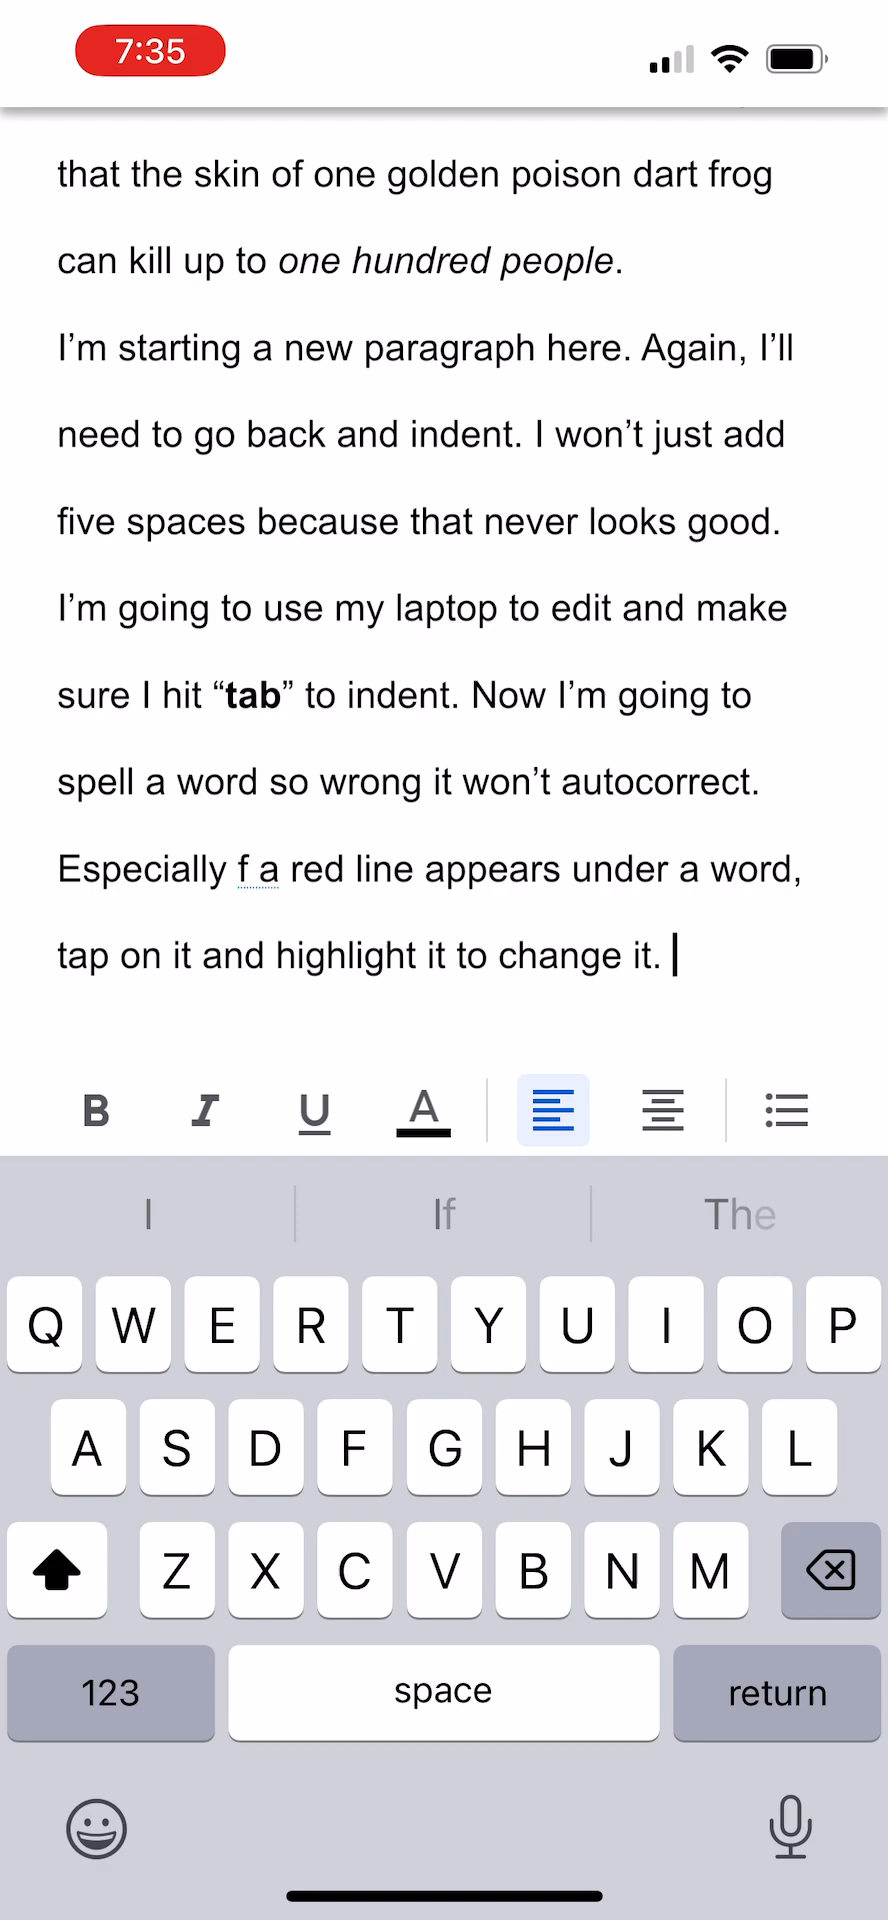 7:35
that the skin of one golden poison dart frog
can kill up to one hundred people.
I’m starting a new paragraph here. Again, I’ll
need to go back and indent. I won’t just add
five spaces because that never looks good.
I’m going to use my laptop to edit and make
sure I hit “tab” to indent. Now I’m going to
spell a word so wrong it won’t autocorrect.
Especially f a red line appears under a word,
tap on it and highlight it to change it.
B I U A
I If The
Q W E R T Y U I O P
A S D F G H J K L
Z X C V B N M
123 space return